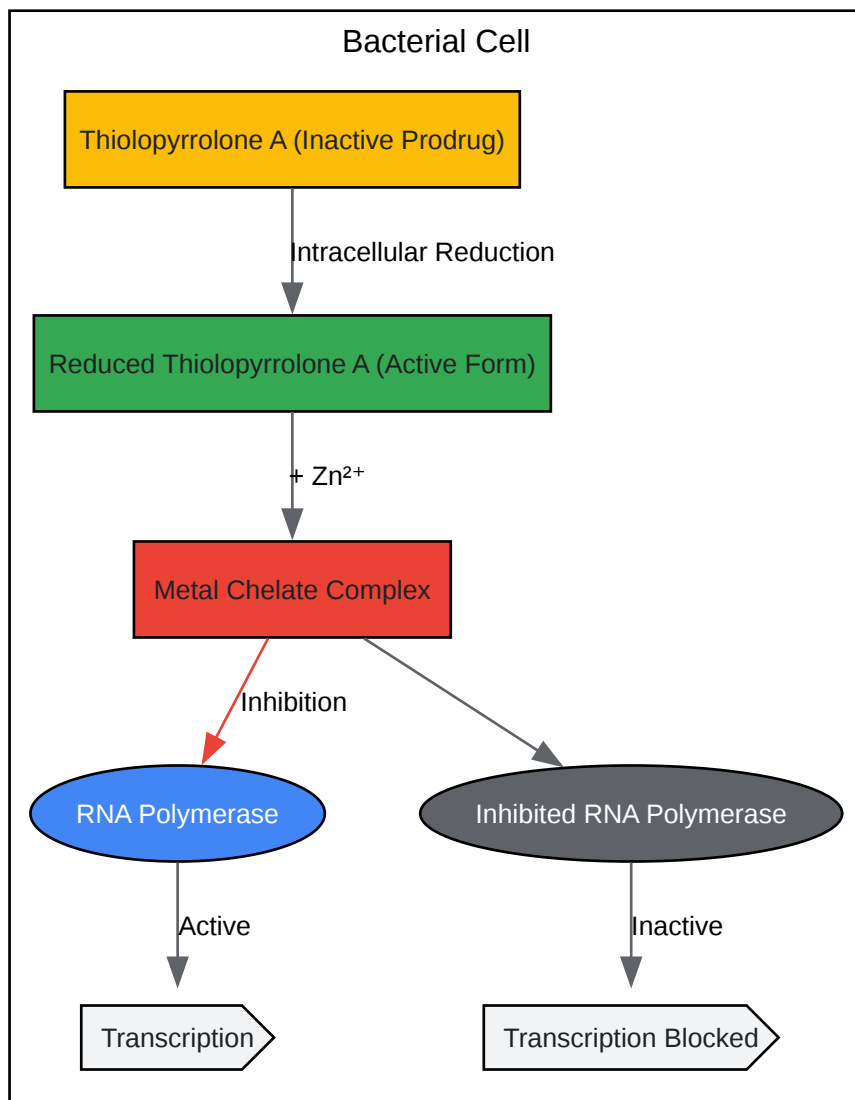 Bacterial Cell
Thiolopyrrolone A (Inactive Prodrug)
Intracellular Reduction
Reduced Thiolopyrrolone A (Active Form)
+ Zn²⁺
Metal Chelate Complex
Inhibition
RNA Polymerase
Inhibited RNA Polymerase
Active
Inactive
Transcription
Transcription Blocked